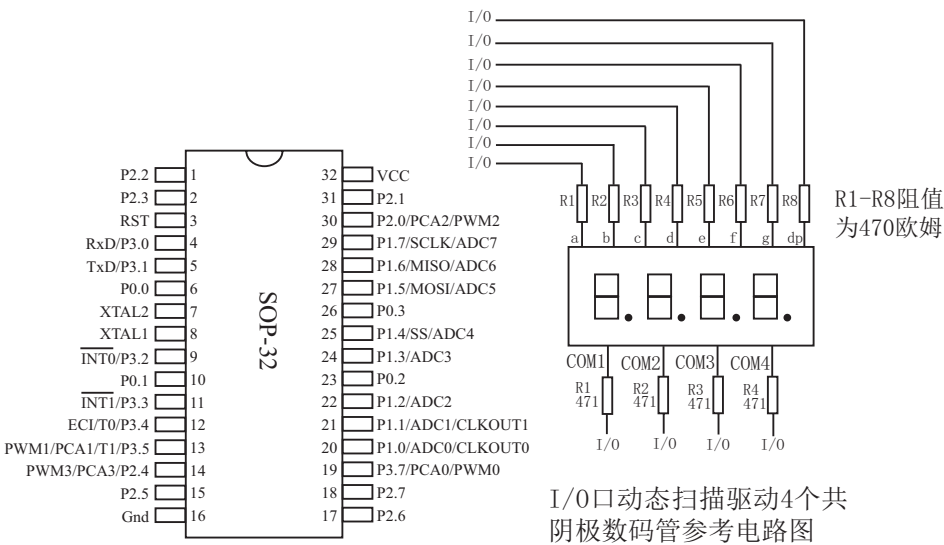 I/O
I/O
I/O
I/O
I/O
I/O
I/O
I/O
P2.2 1
P2.3 2
RST 3
RxD/P3.0 4
TxD/P3.1 5
P0.0 6
XTAL2 7
XTAL1 8
INT0/P3.2 9
P0.1 10
INT1/P3.3 11
ECI/T0/P3.4 12
PWM1/PCA1/T1/P3.5 13
PWM3/PCA3/P2.4 14
P2.5 15
Gnd 16
SOP-32
32 VCC
31 P2.1
30 P2.0/PCA2/PWM2
29 P1.7/SCLK/ADC7
28 P1.6/MISO/ADC6
27 P1.5/MOSI/ADC5
26 P0.3
25 P1.4/SS/ADC4
24 P1.3/ADC3
23 P0.2
22 P1.2/ADC2
21 P1.1/ADC1/CLKOUT1
20 P1.0/ADC0/CLKOUT0
19 P3.7/PCA0/PWM0
18 P2.7
17 P2.6
R1 R2 R3 R4 R5 R6 R7 R8
a b c d e f g dp
R1-R8阻值
为470欧姆
COM1 COM2 COM3 COM4
R1 R2 R3 R4
471 471 471 471
I/O I/O I/O I/O
I/O口动态扫描驱动4个共
阴极数码管参考电路图